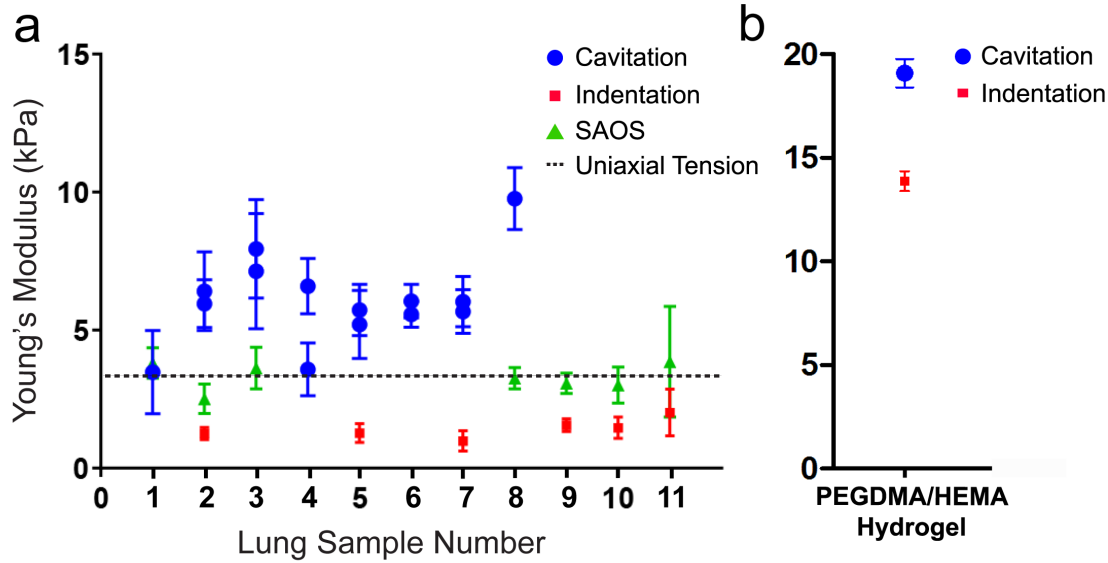 a
b
15
10
5
0
Young's Modulus (kPa)
Cavitation
Indentation
SAOS
Uniaxial Tension
0 1 2 3 4 5 6 7 8 9 10 11
Lung Sample Number
20
15
10
5
0
Cavitation
Indentation
PEGDMA/HEMA
Hydrogel